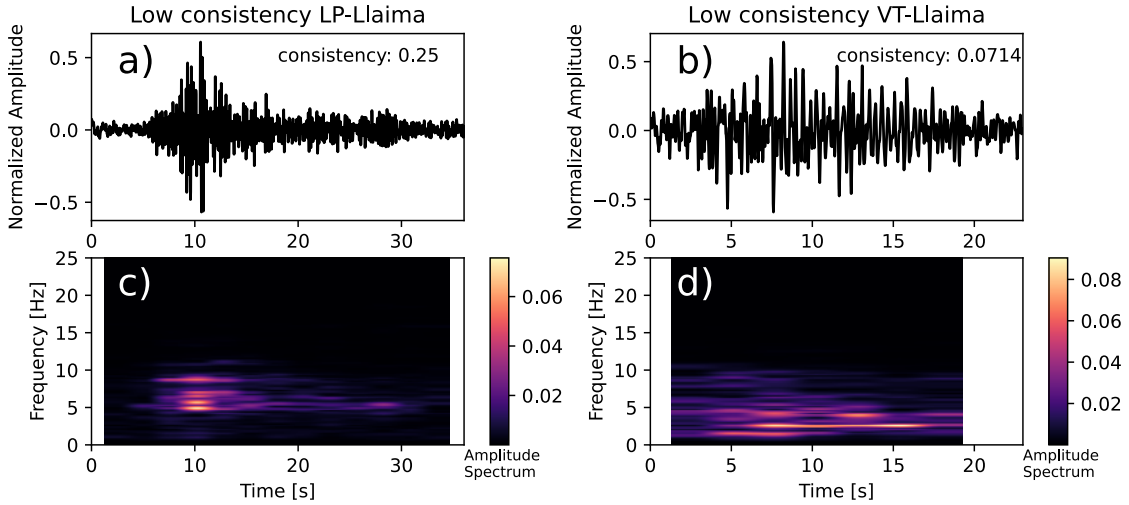 Low consistency LP-Llaima
Low consistency VT-Llaima
Normalized Amplitude
0.5
0.0
−0.5
a)
consistency: 0.25
0
10
20
30
Normalized Amplitude
0.5
0.0
−0.5
b)
consistency: 0.0714
0
5
10
15
20
Frequency [Hz]
25
20
15
10
5
0
c)
0
10
20
30
Time [s]
0.06
0.04
0.02
Amplitude
Spectrum
Frequency [Hz]
25
20
15
10
5
0
d)
0
5
10
15
20
Time [s]
0.08
0.06
0.04
0.02
Amplitude
Spectrum